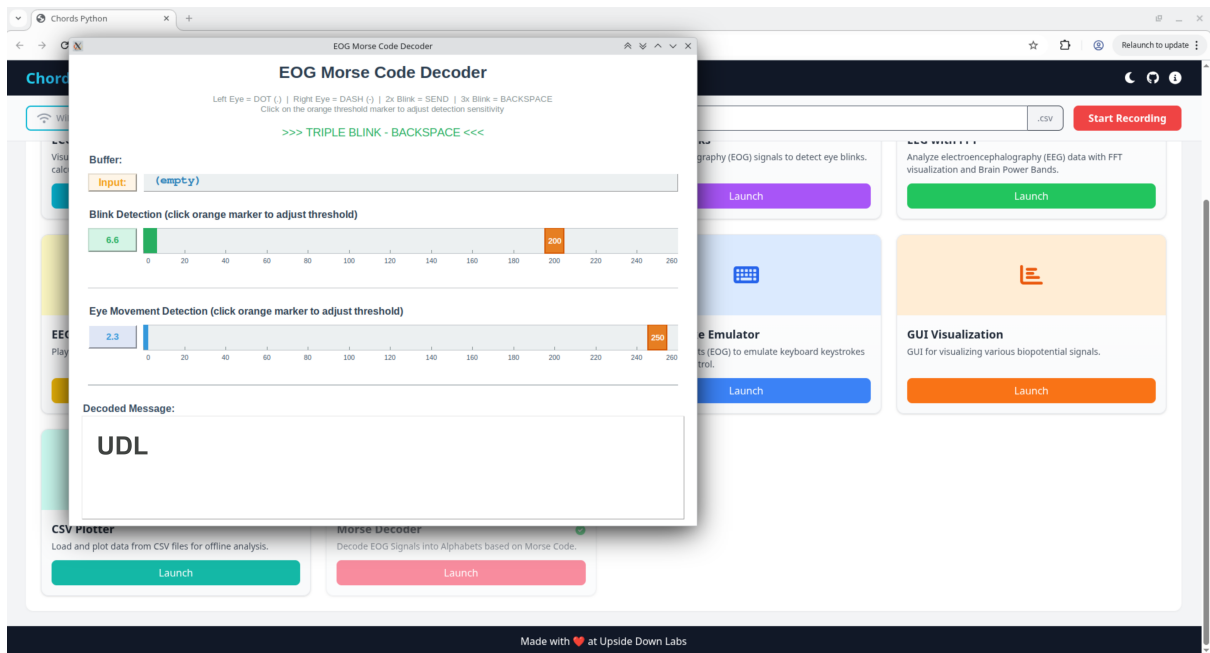 Chords Python
Relaunch to update
EOG Morse Code Decoder
EOG Morse Code Decoder
Left Eye = DOT (.) | Right Eye = DASH (-) | 2x Blink = SEND | 3x Blink = BACKSPACE
Click on the orange threshold marker to adjust detection sensitivity
>>> TRIPLE BLINK - BACKSPACE <<<
Buffer:
Input: (empty)
Blink Detection (click orange marker to adjust threshold)
6.6 200
0 20 40 60 80 100 120 140 160 180 200 220 240 260
Eye Movement Detection (click orange marker to adjust threshold)
2.3 250
0 20 40 60 80 100 120 140 160 180 200 220 240 260
Decoded Message:
UDL
Chord
.csv Start Recording
graphy (EOG) signals to detect eye blinks.
Launch
Analyze electroencephalography (EEG) data with FFT
visualization and Brain Power Bands.
Launch
EEG
Play
e Emulator
ts (EOG) to emulate keyboard keystrokes
trol.
Launch
GUI Visualization
GUI for visualizing various biopotential signals.
Launch
CSV Plotter
Load and plot data from CSV files for offline analysis.
Launch
Morse Decoder
Decode EOG Signals into Alphabets based on Morse Code.
Launch
Made with ❤️ at Upside Down Labs